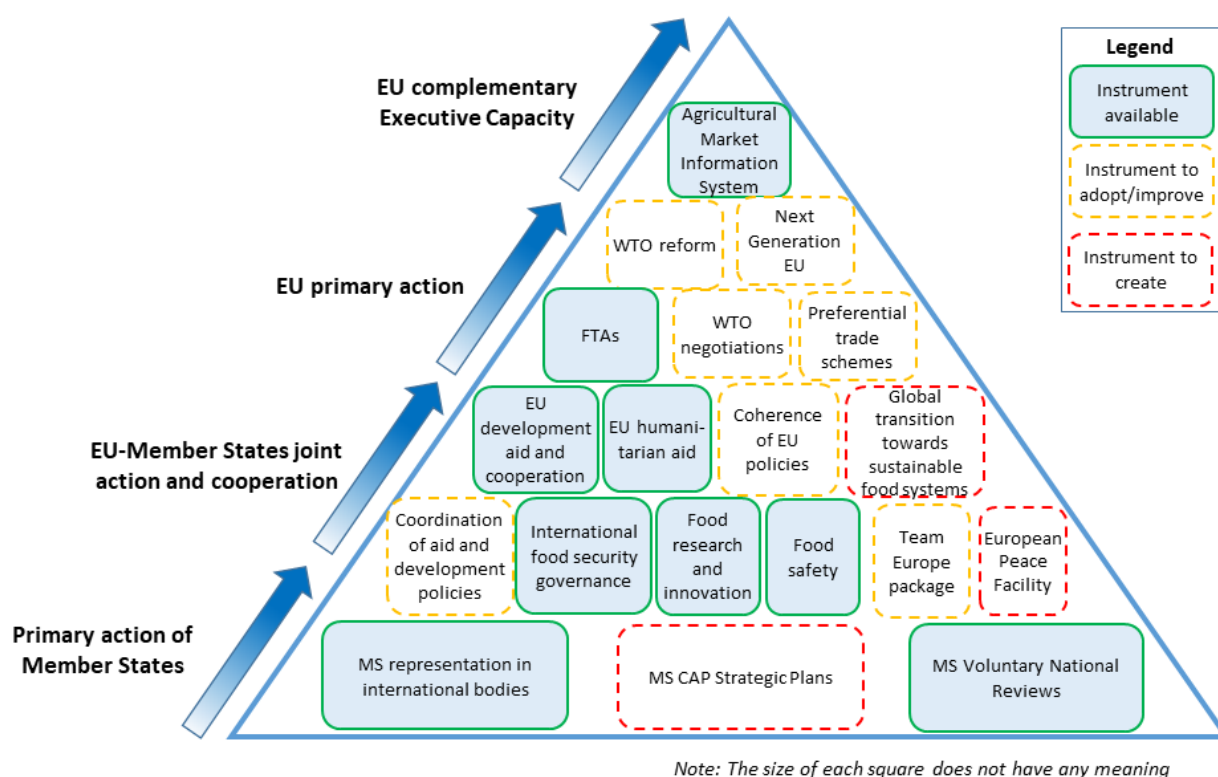 EU complementary
Executive Capacity
EU primary action
EU-Member States joint
action and cooperation
Primary action of
Member States
Agricultural
Market
Information
System
WTO reform
Next
Generation
EU
FTAs
WTO
negotiations
Preferential
trade
schemes
EU
development
aid and
cooperation
EU humani-
tarian aid
Coherence
of EU
policies
Global
transition
towards
sustainable
food systems
Coordination
of aid and
development
policies
International
food security
governance
Food
research
and
innovation
Food
safety
Team
Europe
package
European
Peace
Facility
MS representation in
international bodies
MS CAP Strategic Plans
MS Voluntary National
Reviews
Legend
Instrument
available
Instrument to
adopt/improve
Instrument to
create
Note: The size of each square does not have any meaning